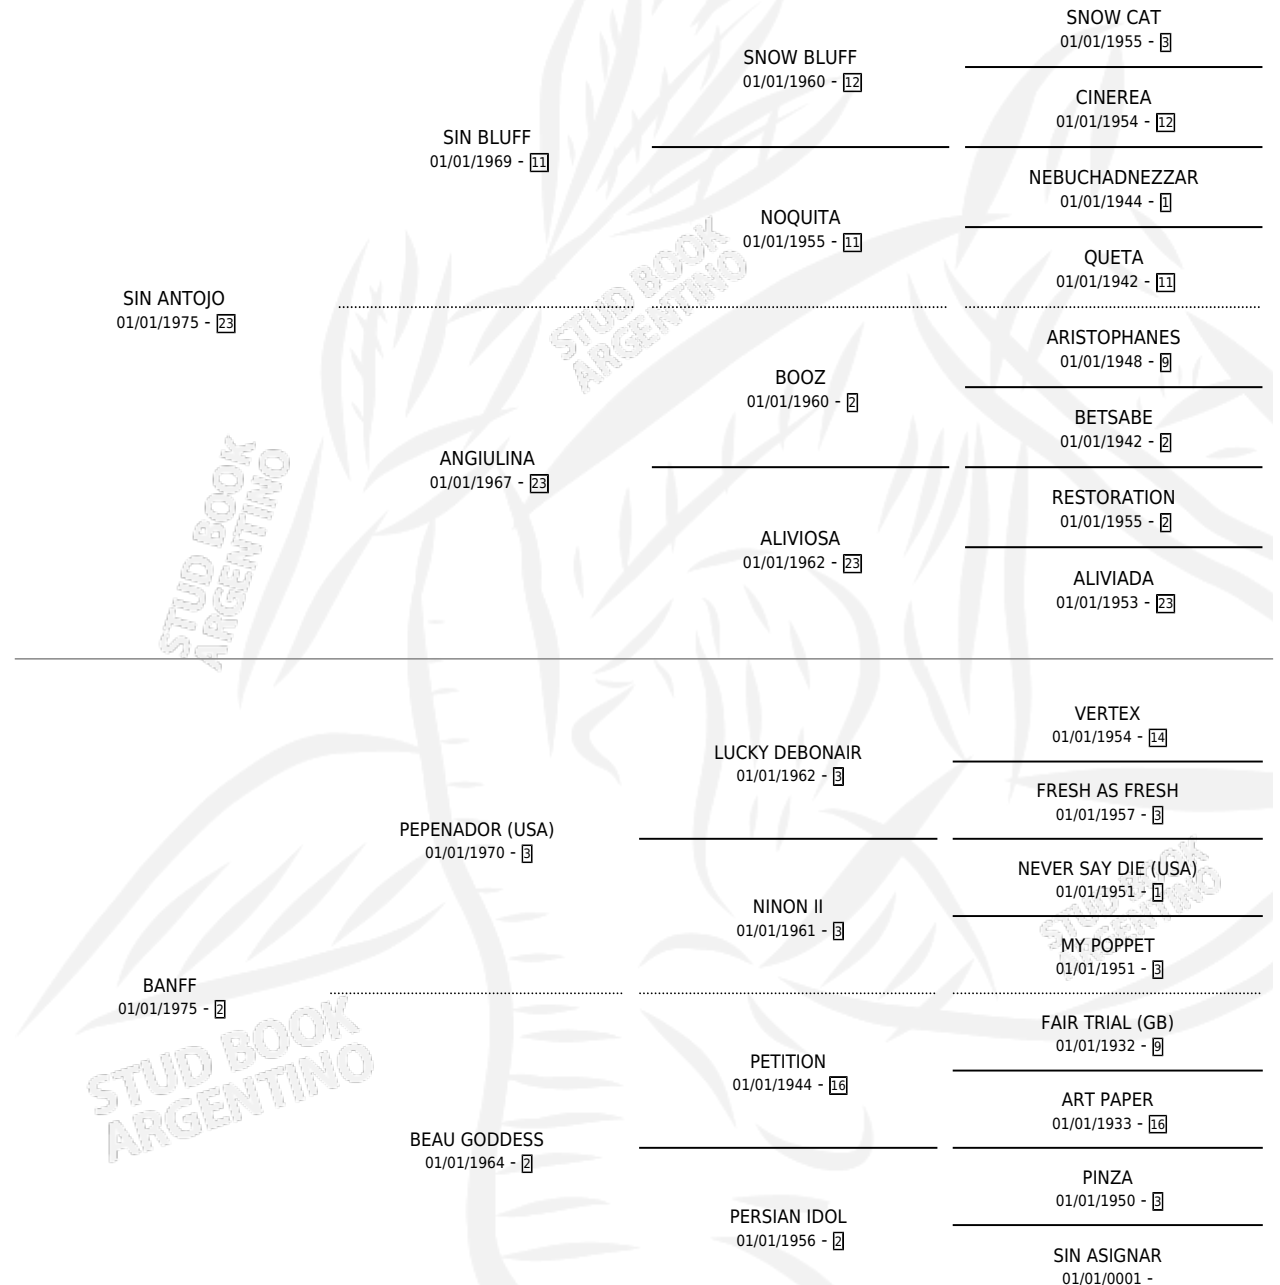 SNOW CAT
01/01/1955 - 3
SNOW BLUFF
01/01/1960 - 12
CINEREA
01/01/1954 - 12
SIN BLUFF
01/01/1969 - 11
NEBUCHADNEZZAR
01/01/1944 - 1
NOQUITA
01/01/1955 - 11
QUETA
01/01/1942 - 11
SIN ANTOJO
01/01/1975 - 23
STUD BOOK
ARGENTINO
ARISTOPHANES
01/01/1948 - 9
BOOZ
01/01/1960 - 2
BETSABE
01/01/1942 - 2
ANGIULINA
01/01/1967 - 23
RESTORATION
01/01/1955 - 2
ALIVIOSA
01/01/1962 - 23
ALIVIADA
01/01/1953 - 23
STUD BOOK
ARGENTINO
VERTEX
01/01/1954 - 14
LUCKY DEBONAIR
01/01/1962 - 3
FRESH AS FRESH
01/01/1957 - 3
PEPENADOR (USA)
01/01/1970 - 3
NEVER SAY DIE (USA)
01/01/1951 - 1
NINON II
01/01/1961 - 3
STUD BOOK
ARGENTINO
MY POPPET
01/01/1951 - 3
BANFF
01/01/1975 - 2
STUD BOOK
ARGENTINO
FAIR TRIAL (GB)
01/01/1932 - 9
PETITION
01/01/1944 - 16
ART PAPER
01/01/1933 - 16
BEAU GODDESS
01/01/1964 - 2
PINZA
01/01/1950 - 3
PERSIAN IDOL
01/01/1956 - 2
SIN ASIGNAR
01/01/0001 -